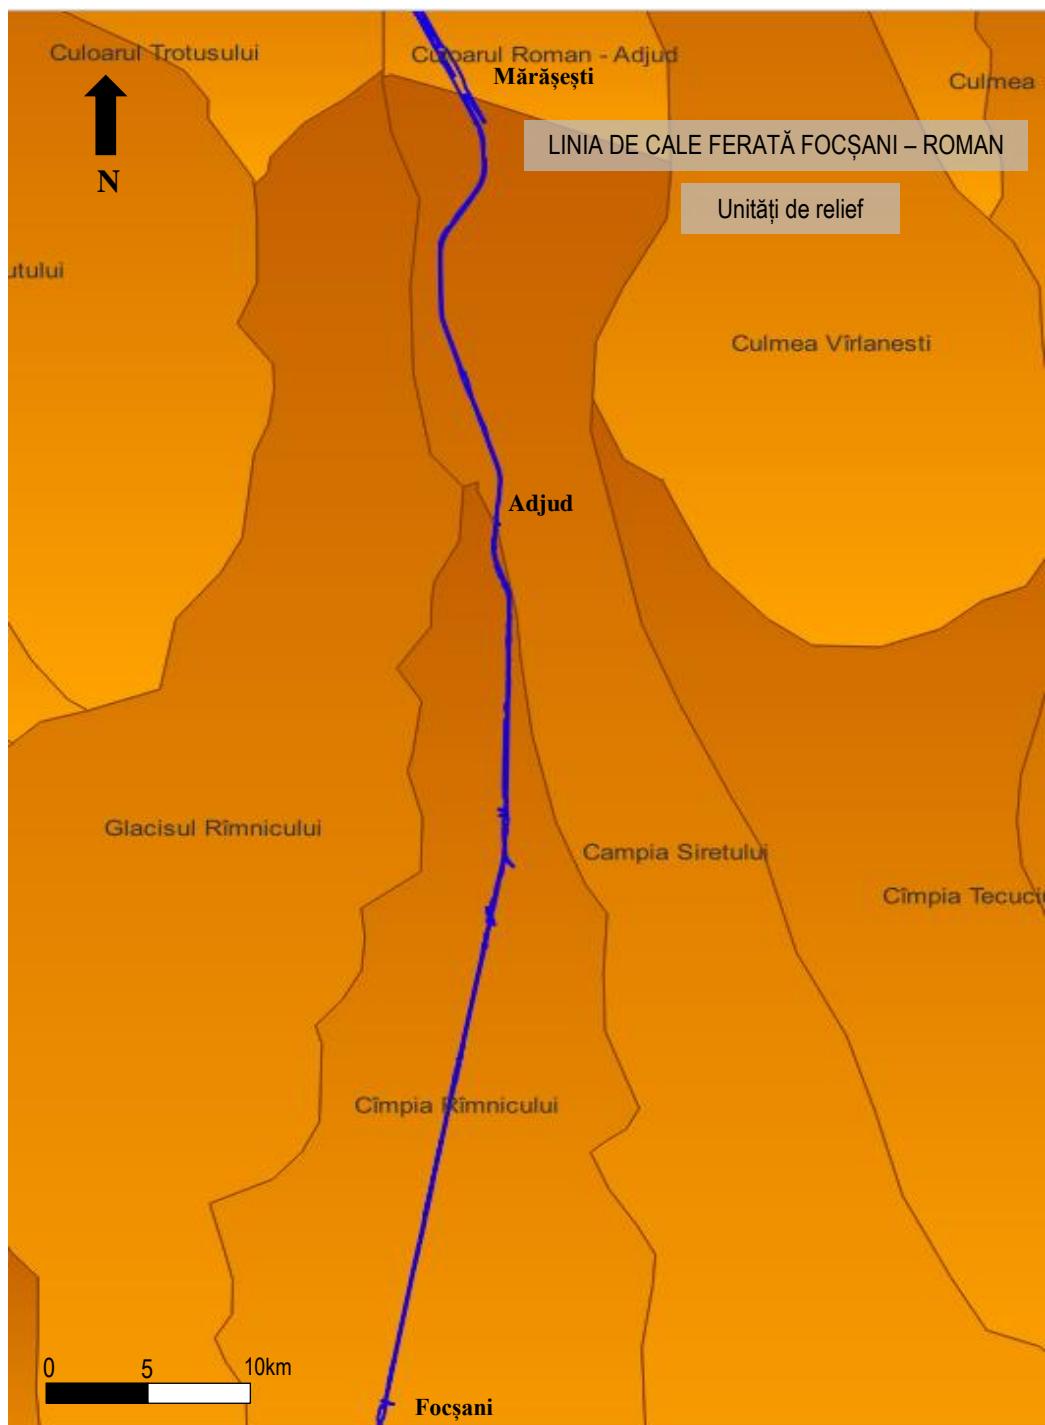 Culoarul Trotusului
Culoarul Roman - Adjud
Mărășești
Culmea
N
LINIA DE CALE FERATĂ FOCȘANI – ROMAN
Unități de relief
utului
Culmea Vîrlanesti
Adjud
Glacisul Rîmnicului
Campia Siretului
Cîmpia Tecuciu
Cîmpia Rîmnicului
0 5 10km
Focșani